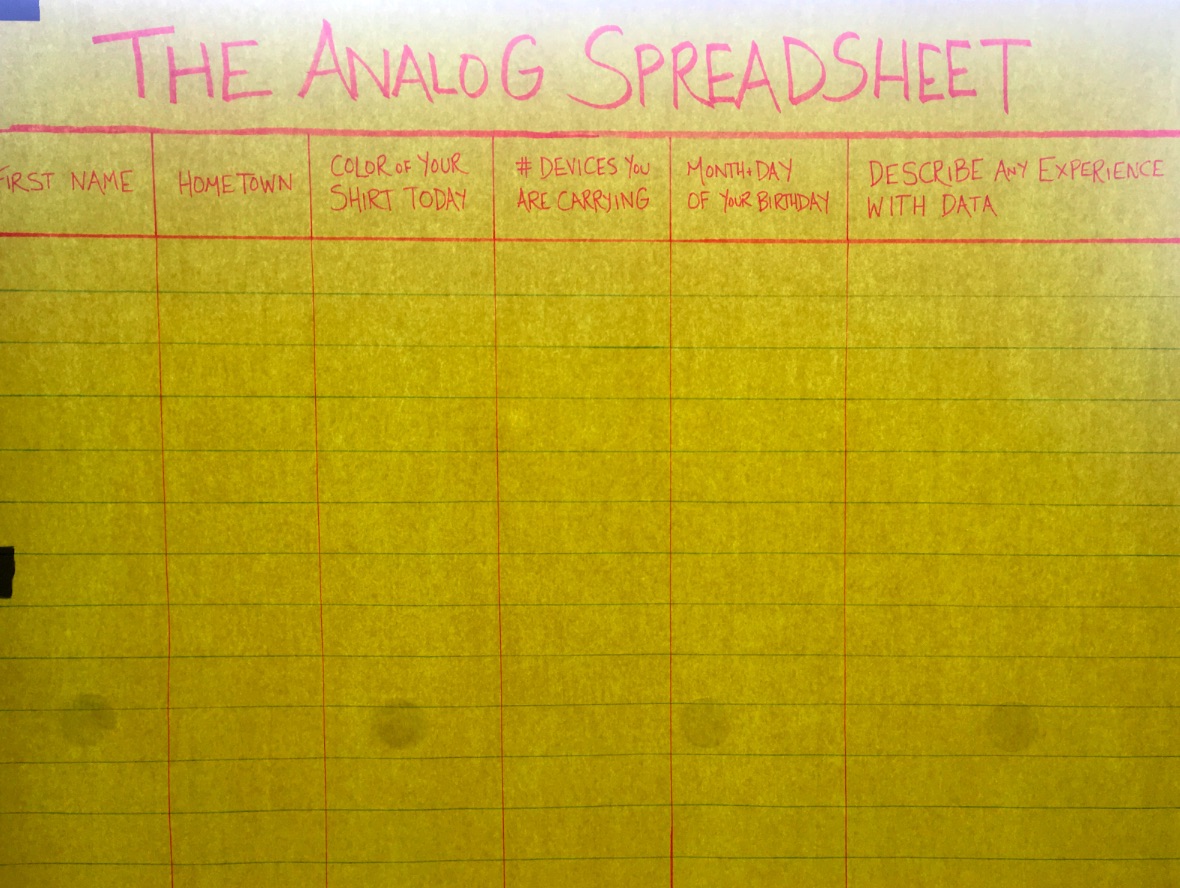 THE ANALOG SPREADSHEET
FIRST NAME
HOMETOWN
COLOR OF YOUR
SHIRT TODAY
# DEVICES YOU
ARE CARRYING
MONTH+DAY
OF YOUR BIRTHDAY
DESCRIBE ANY EXPERIENCE
WITH DATA